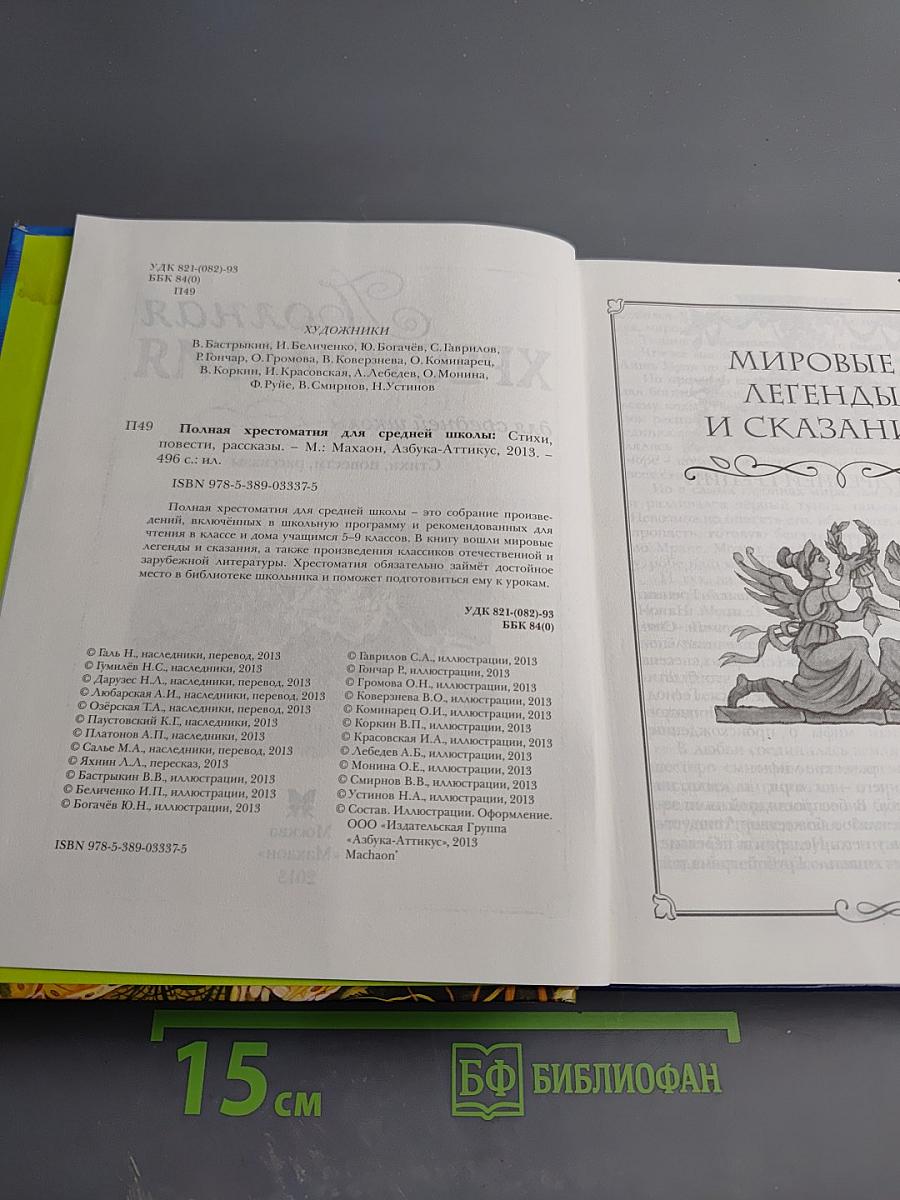 УДК 821-(082)-93
ББК 84(0)
П49
ХУДОЖНИКИ
В. Бастрыкин, И. Беличенко, Ю. Богачёв, С. Гаврилов,
Р. Гончар, О. Громова, В. Коверзнева, О. Коминарец,
В. Коркин, И. Красовская, А. Лебедев, О. Монина,
Ф. Руйе, В. Смирнов, Н. Устинов
П49 Полная хрестоматия для средней школы: Стихи,
повести, рассказы. – М.: Махаон, Азбука-Аттикус, 2013. –
496 с.: ил.
ISBN 978-5-389-03337-5
Полная хрестоматия для средней школы – это собрание произве-
дений, включённых в школьную программу и рекомендованных для
чтения в классе и дома учащимся 5–9 классов. В книгу вошли мировые
легенды и сказания, а также произведения классиков отечественной и
зарубежной литературы. Хрестоматия обязательно займёт достойное
место в библиотеке школьника и поможет подготовиться ему к урокам.
УДК 821-(082)-93
ББК 84(0)
© Галь Н., наследники, перевод, 2013
© Гумилёв Н.С., наследники, 2013
© Дарузес Н.Л., наследники, перевод, 2013
© Любарская А.И., наследники, перевод, 2013
© Озёрская Т.А., наследники, перевод, 2013
© Паустовский К.Г., наследники, 2013
© Платонов А.П., наследники, 2013
© Салье М.А., наследники, перевод, 2013
© Яхнин Л.Л., пересказ, 2013
© Бастрыкин В.В., иллюстрации, 2013
© Беличенко И.П., иллюстрации, 2013
© Богачёв Ю.Н., иллюстрации, 2013
© Гаврилов С.А., иллюстрации, 2013
© Гончар Р., иллюстрации, 2013
© Громова О.Н., иллюстрации, 2013
© Коверзнева В.О., иллюстрации, 2013
© Коминарец О.И., иллюстрации, 2013
© Коркин В.П., иллюстрации, 2013
© Красовская И.А., иллюстрации, 2013
© Лебедев А.Б., иллюстрации, 2013
© Монина О.Е., иллюстрации, 2013
© Смирнов В.В., иллюстрации, 2013
© Устинов Н.А., иллюстрации, 2013
© Состав. Иллюстрации. Оформление.
ООО «Издательская Группа
«Азбука-Аттикус», 2013
Machaon®
ISBN 978-5-389-03337-5
МИРОВЫЕ
ЛЕГЕНДЫ
И СКАЗАНИ
15 см
БФ БИБЛИОФАН